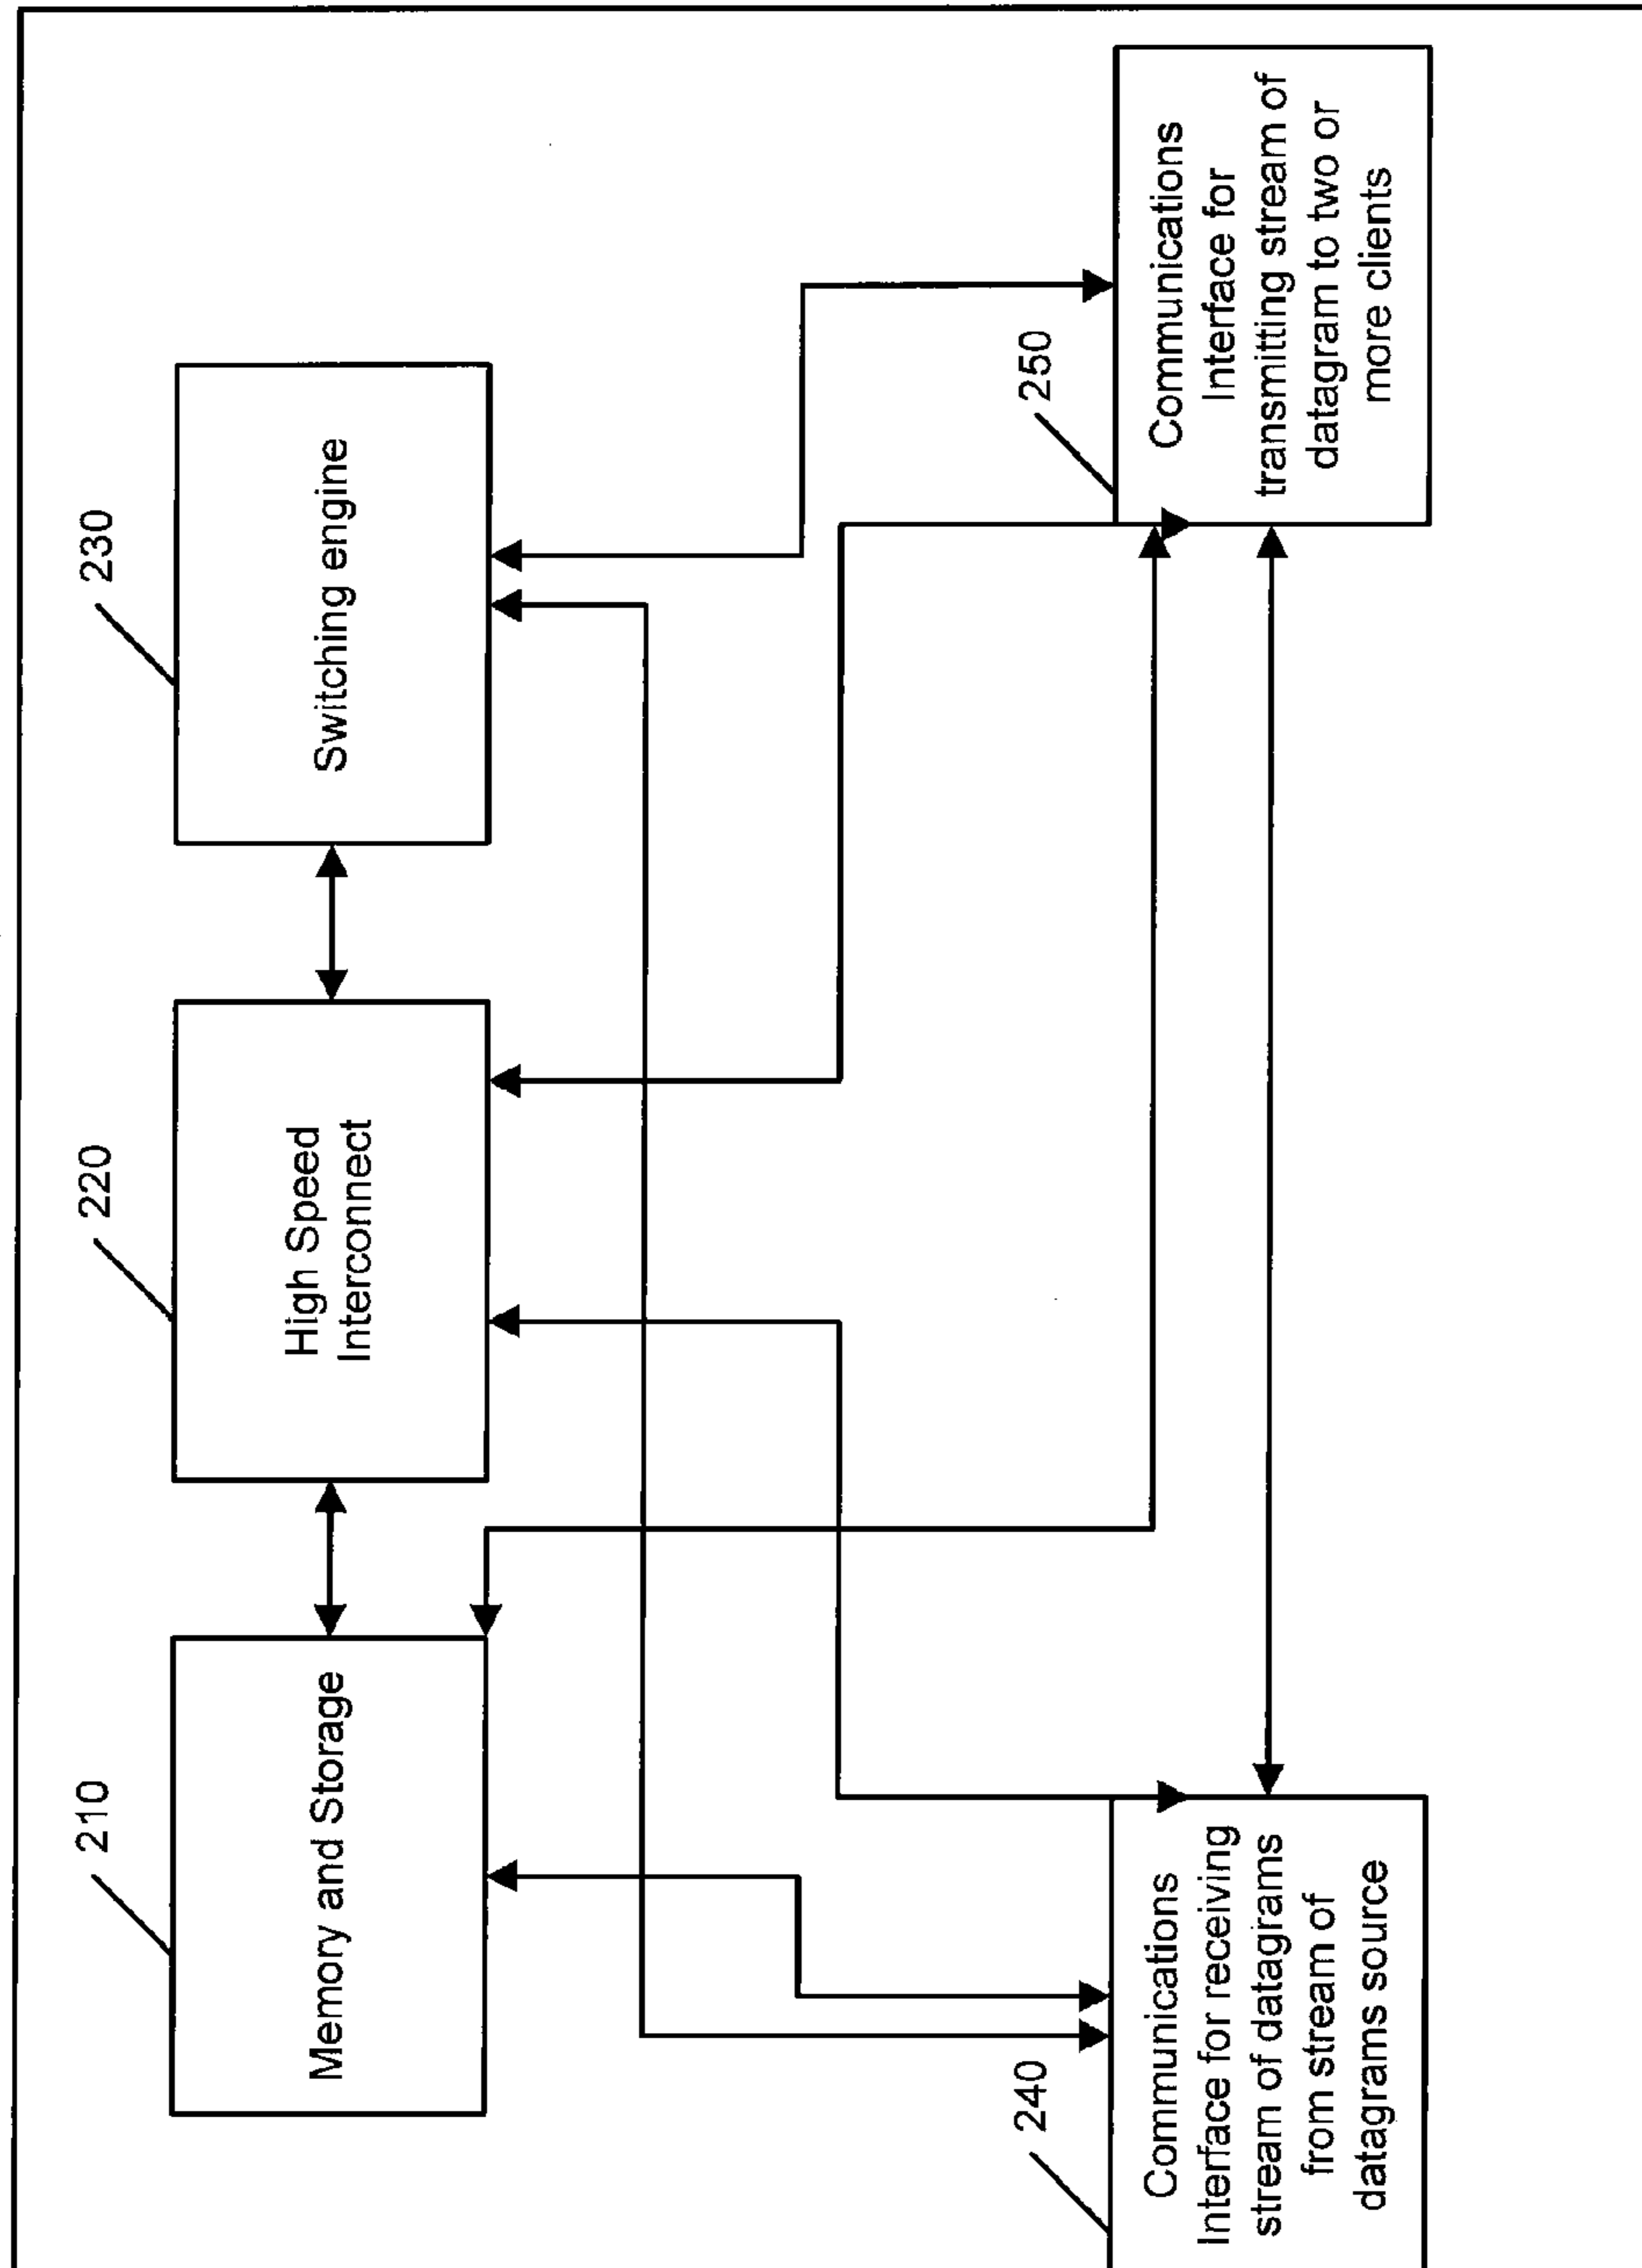 210
Memory and Storage
220
High Speed
Interconnect
230
Switching engine
240
Communications
Interface for receiving
stream of datagrams
from stream of
datagrams source
250
Communications
Interface for
transmitting stream of
datagram to two or
more clients